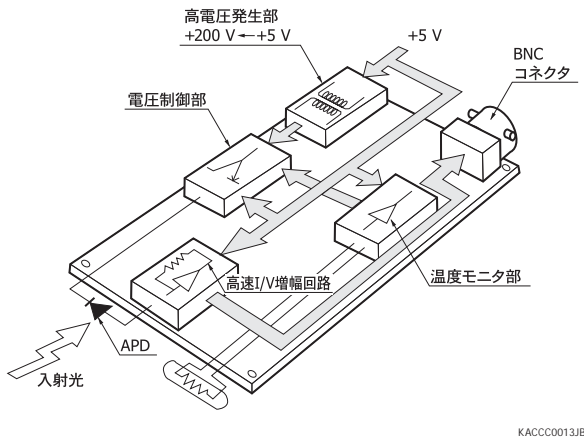 高電圧発生部
+200 V ←+5 V
+5 V
BNC
コネクタ
電圧制御部
高速I/V増幅回路
温度モニタ部
APD
入射光
KACCC0013JE